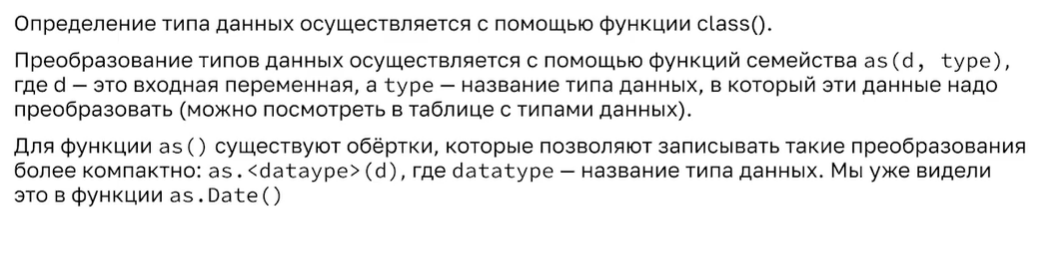 Определение типа данных осуществляется с помощью функции class().
Преобразование типов данных осуществляется с помощью функций семейства as(d, type),
где d — это входная переменная, а type — название типа данных, в который эти данные надо
преобразовать (можно посмотреть в таблице с типами данных).
Для функции as() существуют обёртки, которые позволяют записывать такие преобразования
более компактно: as.<dataype>(d), где datatype — название типа данных. Мы уже видели
это в функции as.Date()